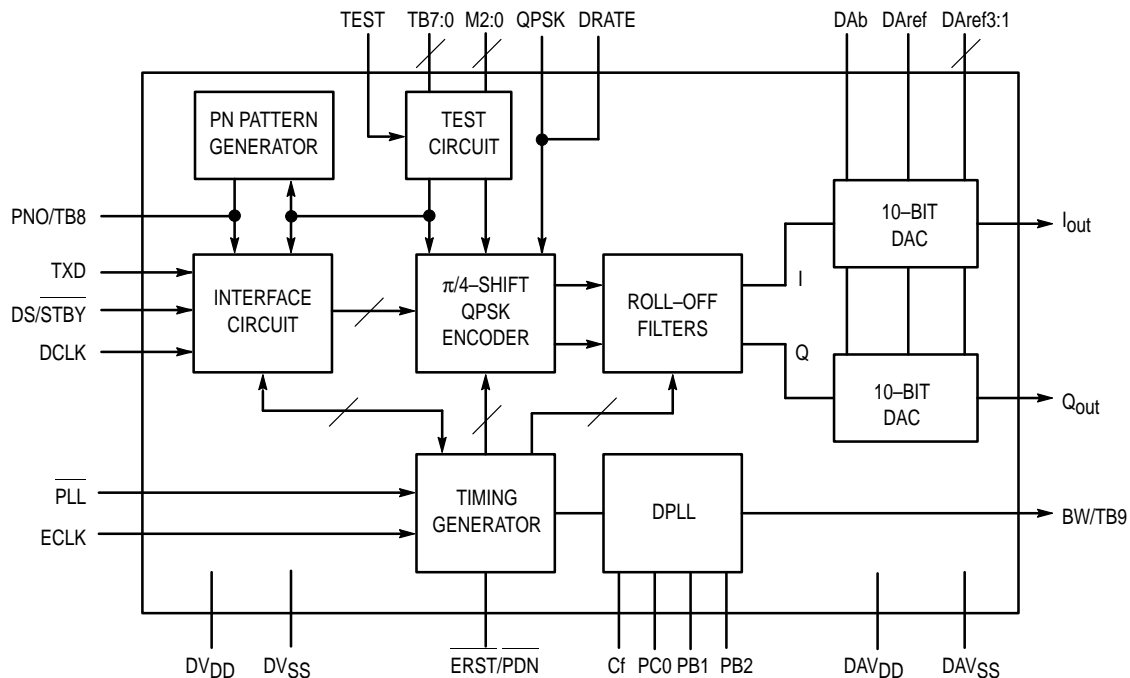 TEST TB7:0 M2:0 QPSK DRATE DAb DAref DAref3:1
PN PATTERN
GENERATOR
TEST
CIRCUIT
PNO/TB8
10–BIT
DAC
Iout
TXD
DS/STBY
DCLK
INTERFACE
CIRCUIT
π/4–SHIFT
QPSK
ENCODER
ROLL–OFF
FILTERS
I
Q
10–BIT
DAC
Qout
PLL
ECLK
TIMING
GENERATOR
DPLL
BW/TB9
DVDD DVSS ERST/PDN Cf PC0 PB1 PB2 DAVDD DAVSS